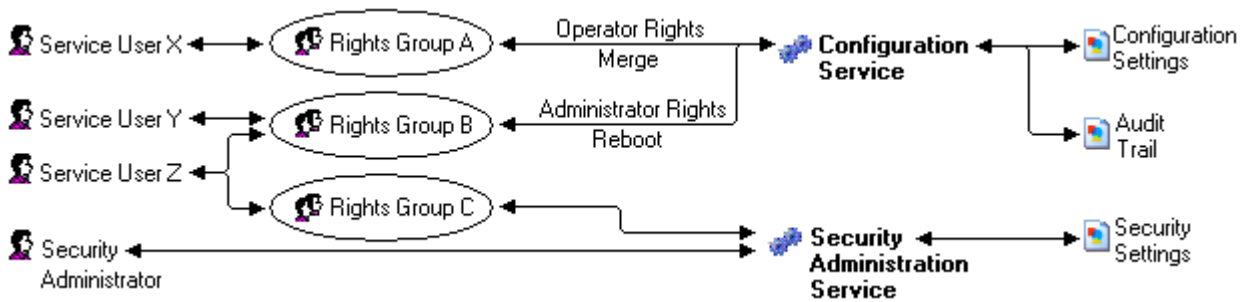 Service User X
Rights Group A
Operator Rights
Merge
Configuration
Service
Configuration
Settings
Service User Y
Rights Group B
Administrator Rights
Reboot
Audit
Trail
Service User Z
Rights Group C
Security
Administrator
Security
Administration
Service
Security
Settings